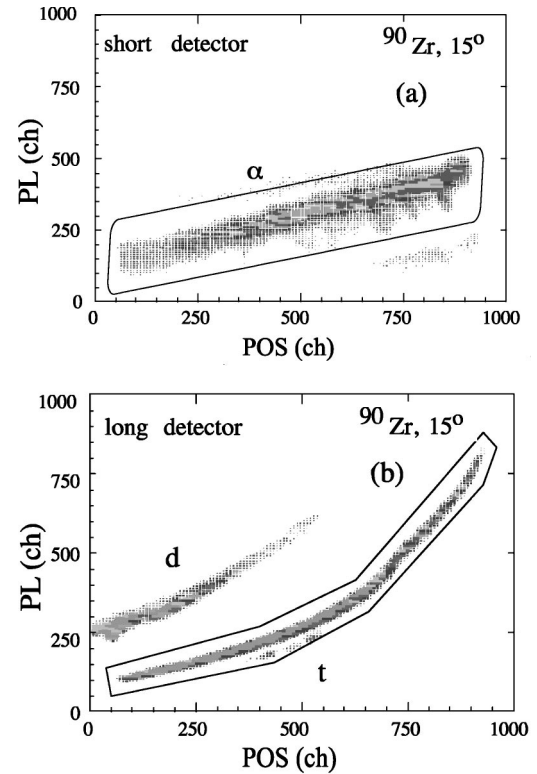 1000
short detector
90Zr, 15o
750
(a)
PL (ch)
500
α
250
0
0 250 500 750 1000
POS (ch)
1000
long detector
90Zr, 15o
750
(b)
PL (ch)
500
d
250
t
0
0 250 500 750 1000
POS (ch)